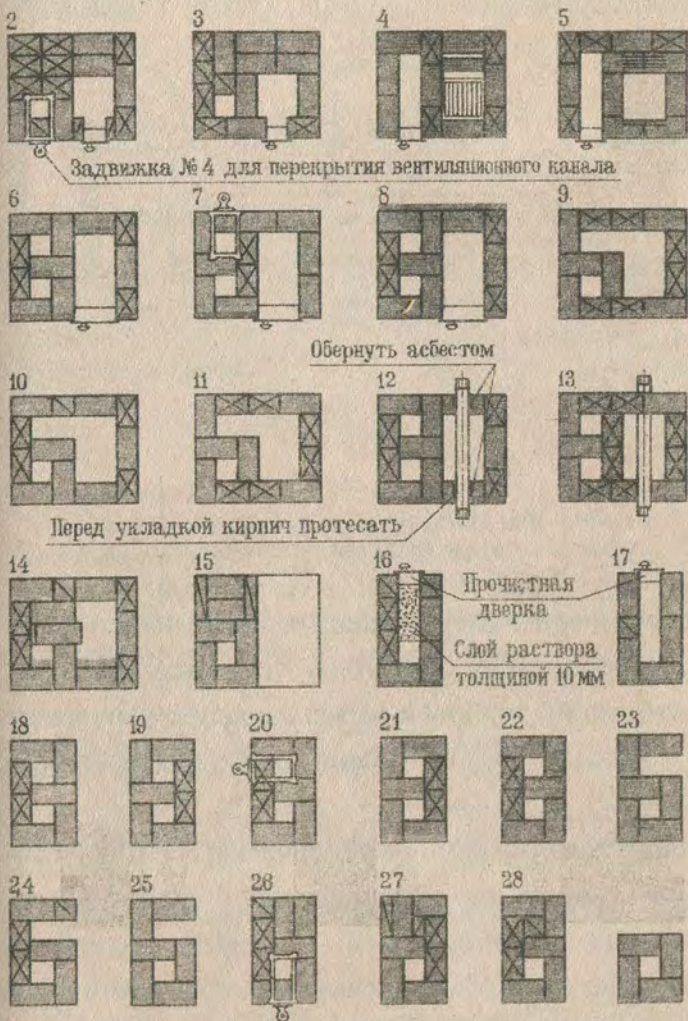 2 3 4 5
Задвижка № 4 для перекрытия вентиляционного канала
6 7 8 9
Обернуть асбестом
10 11 12 13
Перед укладкой кирпич протесать
14 15 16 17
Прочистная
дверка
Слой раствора
толщиной 10 мм
18 19 20 21 22 23
24 25 26 27 28